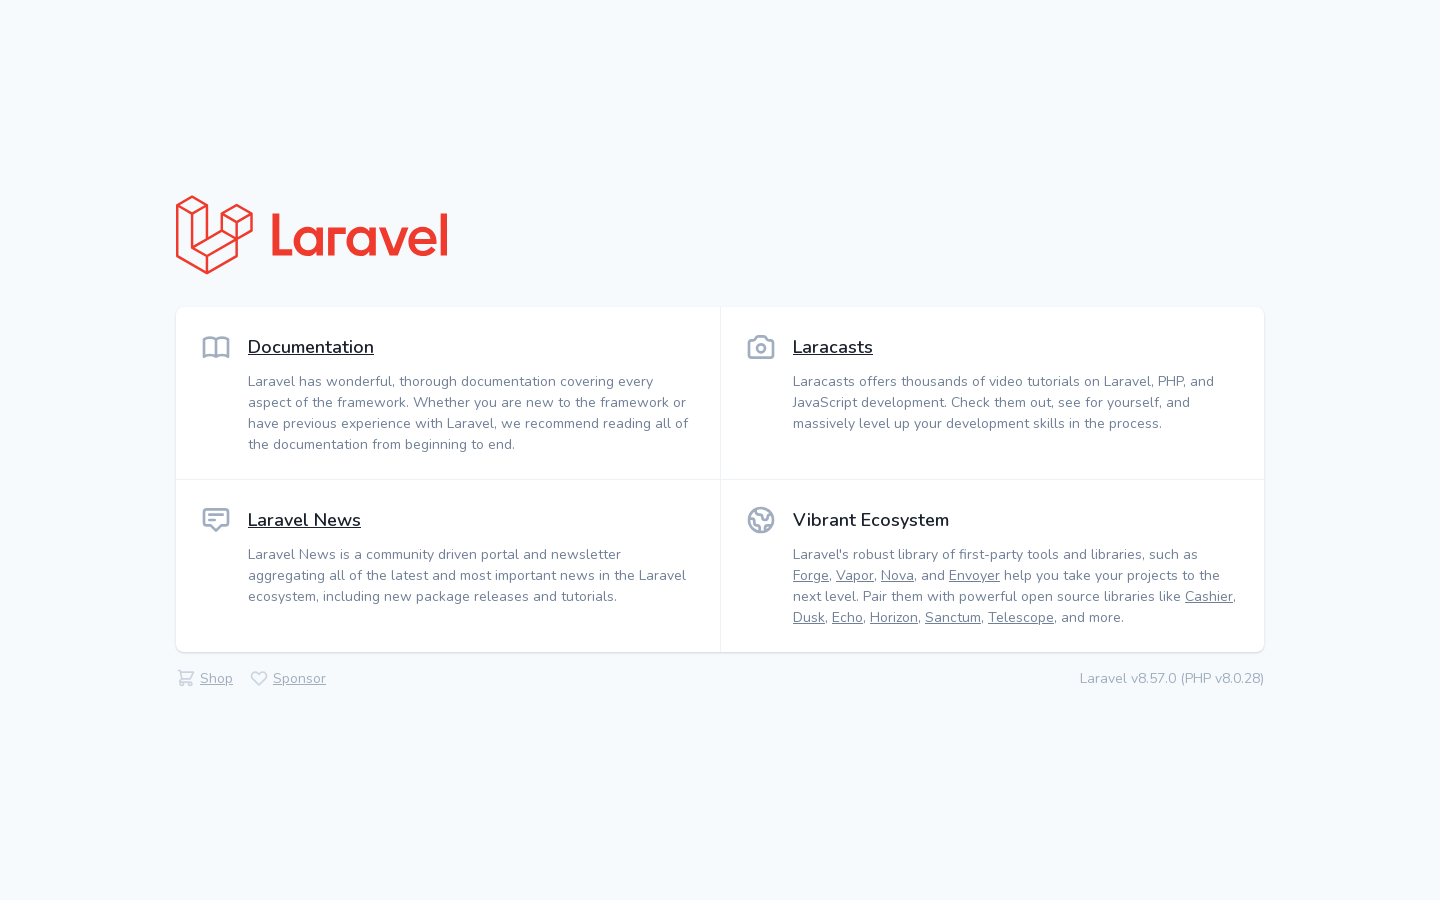 Laravel
Documentation
Laravel has wonderful, thorough documentation covering every
aspect of the framework. Whether you are new to the framework or
have previous experience with Laravel, we recommend reading all of
the documentation from beginning to end.
Laracasts
Laracasts offers thousands of video tutorials on Laravel, PHP, and
JavaScript development. Check them out, see for yourself, and
massively level up your development skills in the process.
Laravel News
Laravel News is a community driven portal and newsletter
aggregating all of the latest and most important news in the Laravel
ecosystem, including new package releases and tutorials.
Vibrant Ecosystem
Laravel's robust library of first-party tools and libraries, such as
Forge, Vapor, Nova, and Envoyer help you take your projects to the
next level. Pair them with powerful open source libraries like Cashier,
Dusk, Echo, Horizon, Sanctum, Telescope, and more.
Shop Sponsor
Laravel v8.57.0 (PHP v8.0.28)